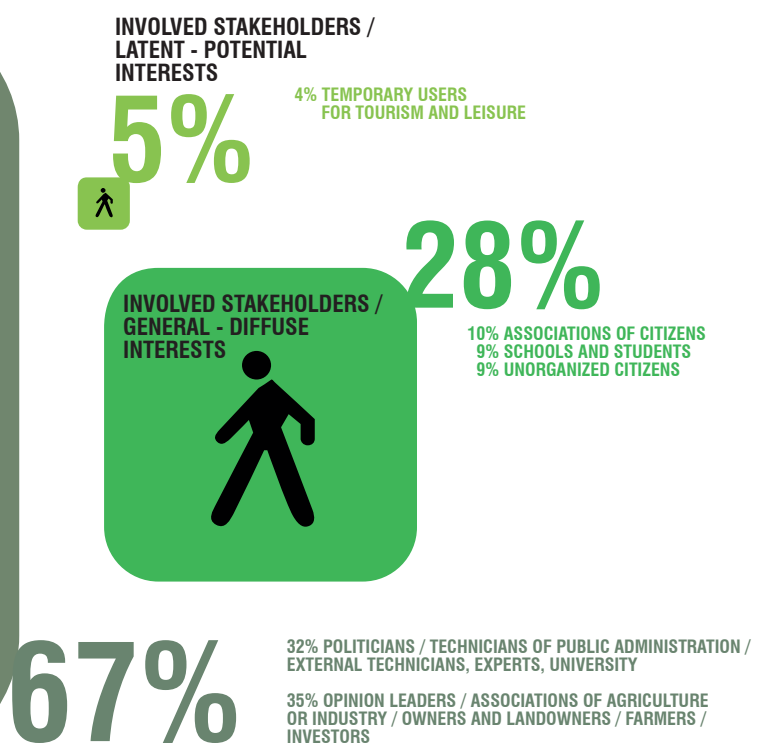 INVOLVED STAKEHOLDERS /
LATENT - POTENTIAL
INTERESTS
5%
4% TEMPORARY USERS
FOR TOURISM AND LEISURE
28%
INVOLVED STAKEHOLDERS /
GENERAL - DIFFUSE
INTERESTS
10% ASSOCIATIONS OF CITIZENS
9% SCHOOLS AND STUDENTS
9% UNORGANIZED CITIZENS
67%
32% POLITICIANS / TECHNICIANS OF PUBLIC ADMINISTRATION /
EXTERNAL TECHNICIANS, EXPERTS, UNIVERSITY
35% OPINION LEADERS / ASSOCIATIONS OF AGRICULTURE
OR INDUSTRY / OWNERS AND LANDOWNERS / FARMERS /
INVESTORS